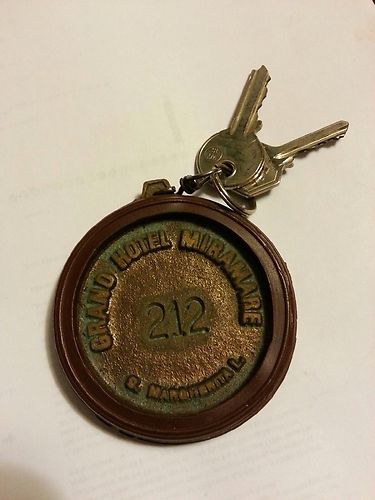 GRAND HOTEL MIRAMARE
212
S. MARGHERITA L.